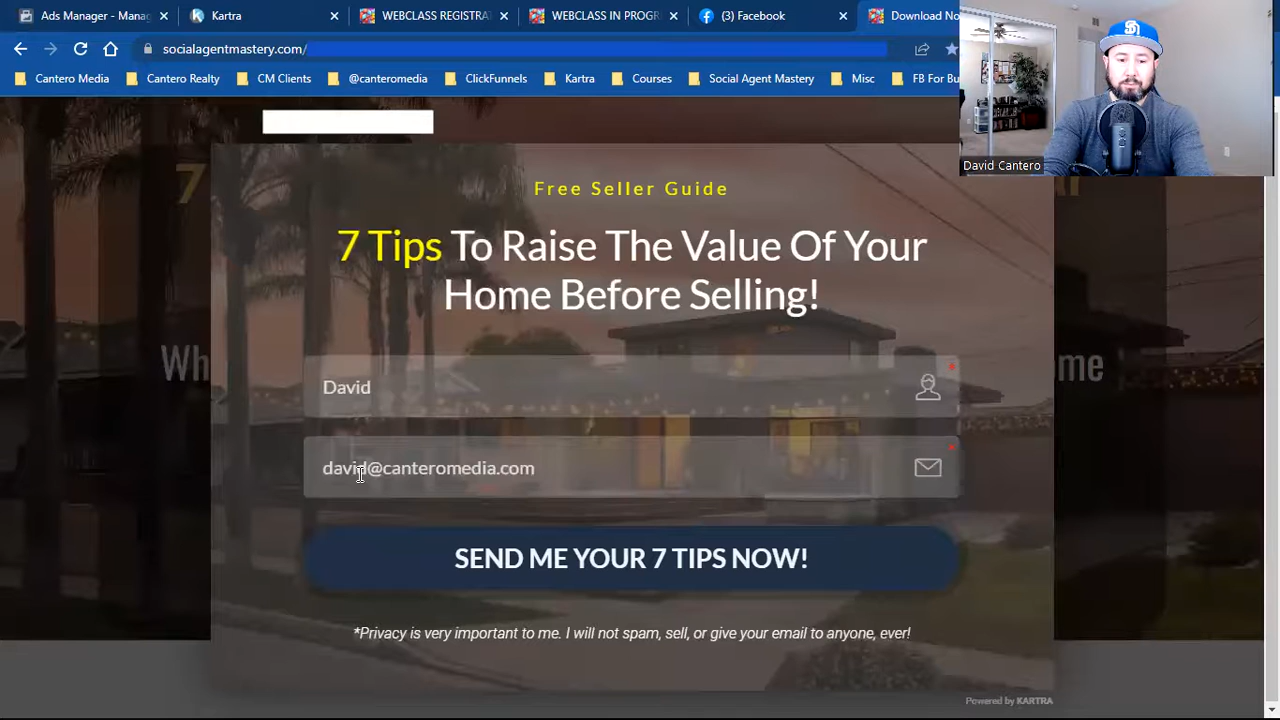 Ads Manager - Manag
Kartra
WEBCLASS REGISTRA
WEBCLASS IN PROGR
(3) Facebook
Download Now
socialagentmastery.com/
Cantero Media
Cantero Realty
CM Clients
@canteromedia
ClickFunnels
Kartra
Courses
Social Agent Mastery
Misc
FB For Bu
David Cantero
Free Seller Guide
7 Tips To Raise The Value Of Your
Home Before Selling!
Wh
ome
David
david@canteromedia.com
SEND ME YOUR 7 TIPS NOW!
*Privacy is very important to me. I will not spam, sell, or give your email to anyone, ever!
Powered by KARTRA